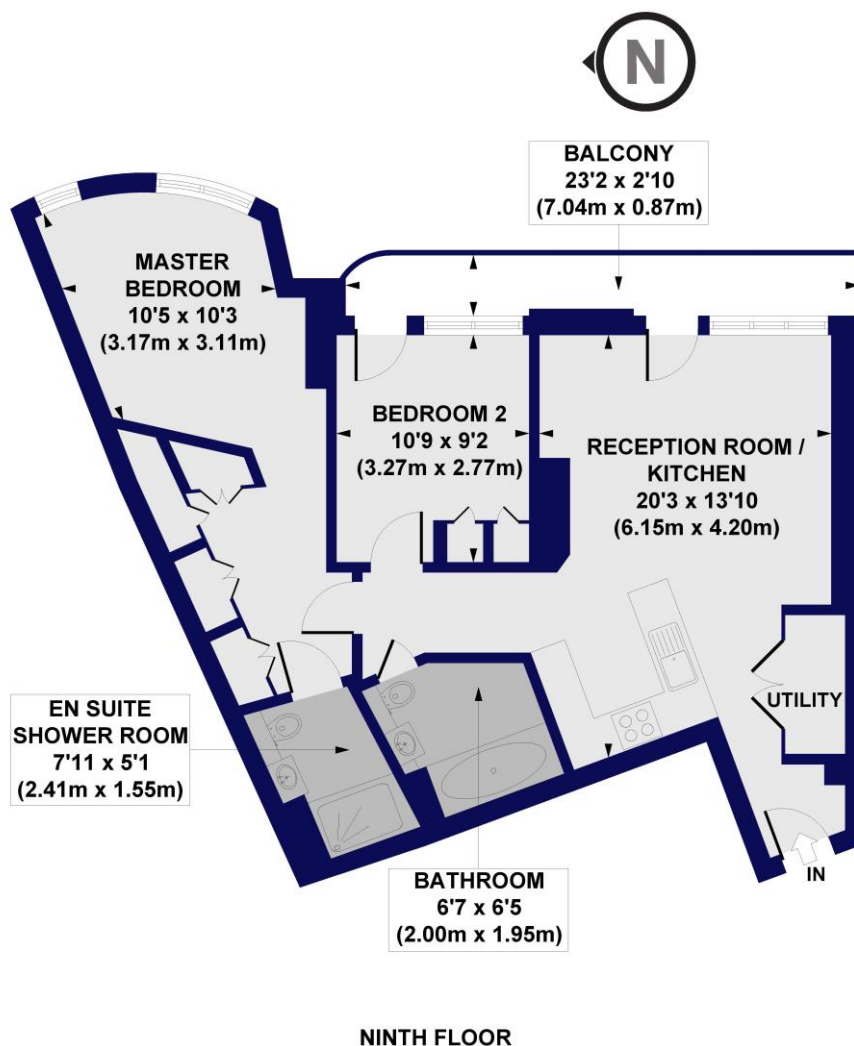 N
BALCONY
23'2 x 2'10
(7.04m x 0.87m)
MASTER
BEDROOM
10'5 x 10'3
(3.17m x 3.11m)
BEDROOM 2
10'9 x 9'2
(3.27m x 2.77m)
RECEPTION ROOM /
KITCHEN
20'3 x 13'10
(6.15m x 4.20m)
UTILITY
EN SUITE
SHOWER ROOM
7'11 x 5'1
(2.41m x 1.55m)
BATHROOM
6'7 x 6'5
(2.00m x 1.95m)
IN
NINTH FLOOR